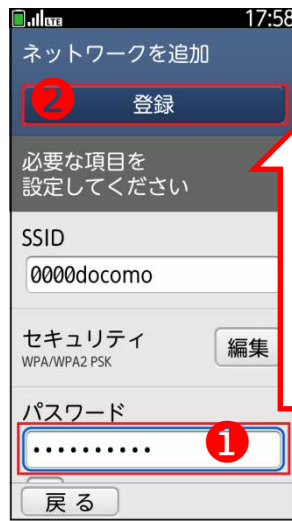 LTE 17:58
ネットワークを追加
❷ 登録
必要な項目を
設定してください
SSID
0000docomo
セキュリティ
WPA/WPA2 PSK
編集
パスワード
••••••••••
❶
戻る